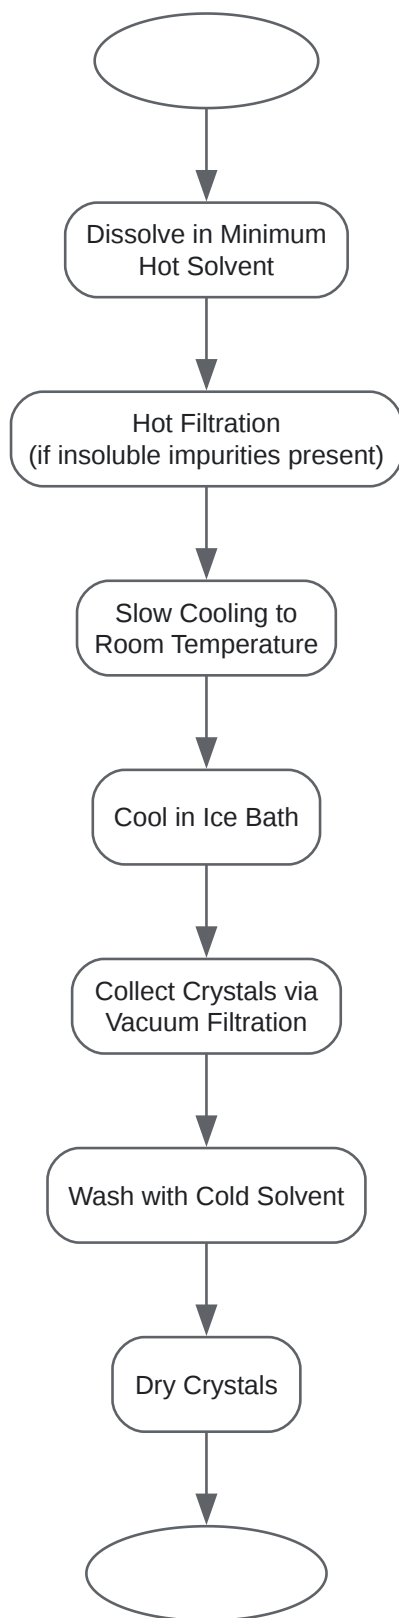 Dissolve in Minimum
Hot Solvent
Hot Filtration
(if insoluble impurities present)
Slow Cooling to
Room Temperature
Cool in Ice Bath
Collect Crystals via
Vacuum Filtration
Wash with Cold Solvent
Dry Crystals